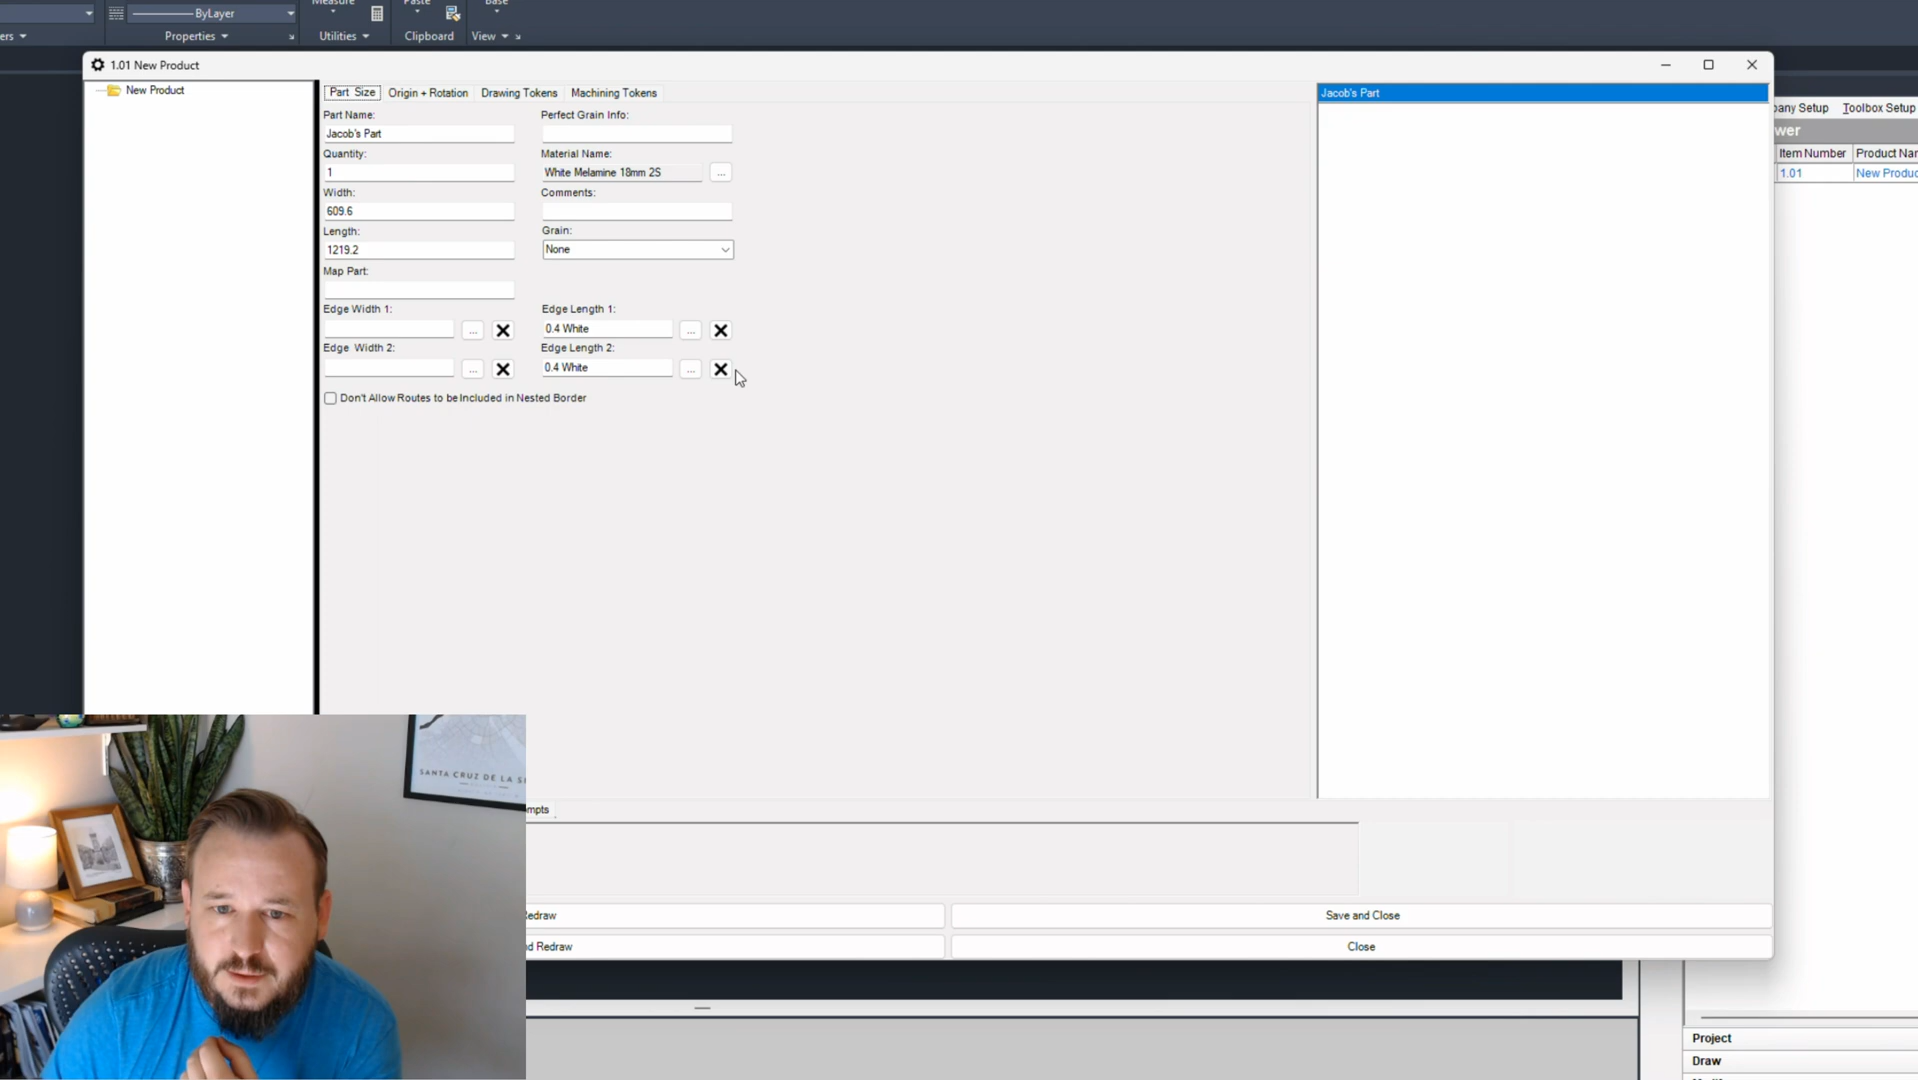 Measure
Paste
Base
ByLayer
ers
Properties
Utilities
Clipboard
View
1.01 New Product
New Product
Part Size
Origin + Rotation
Drawing Tokens
Machining Tokens
Jacob's Part
Part Name:
Perfect Grain Info:
Jacob's Part
Quantity:
Material Name:
1
White Melamine 18mm 2S
...
Width:
Comments:
609.6
Length:
Grain:
1219.2
None
Map Part:
Edge Width 1:
Edge Length 1:
...
0.4 White
...
Edge Width 2:
Edge Length 2:
...
0.4 White
...
Don't Allow Routes to be Included in Nested Border
pany Setup
Toolbox Setup
wer
Item Number
Product Nar
1.01
New Produc
SANTA CRUZ DE LA S
mpts
Redraw
Save and Close
d Redraw
Close
Project
Draw